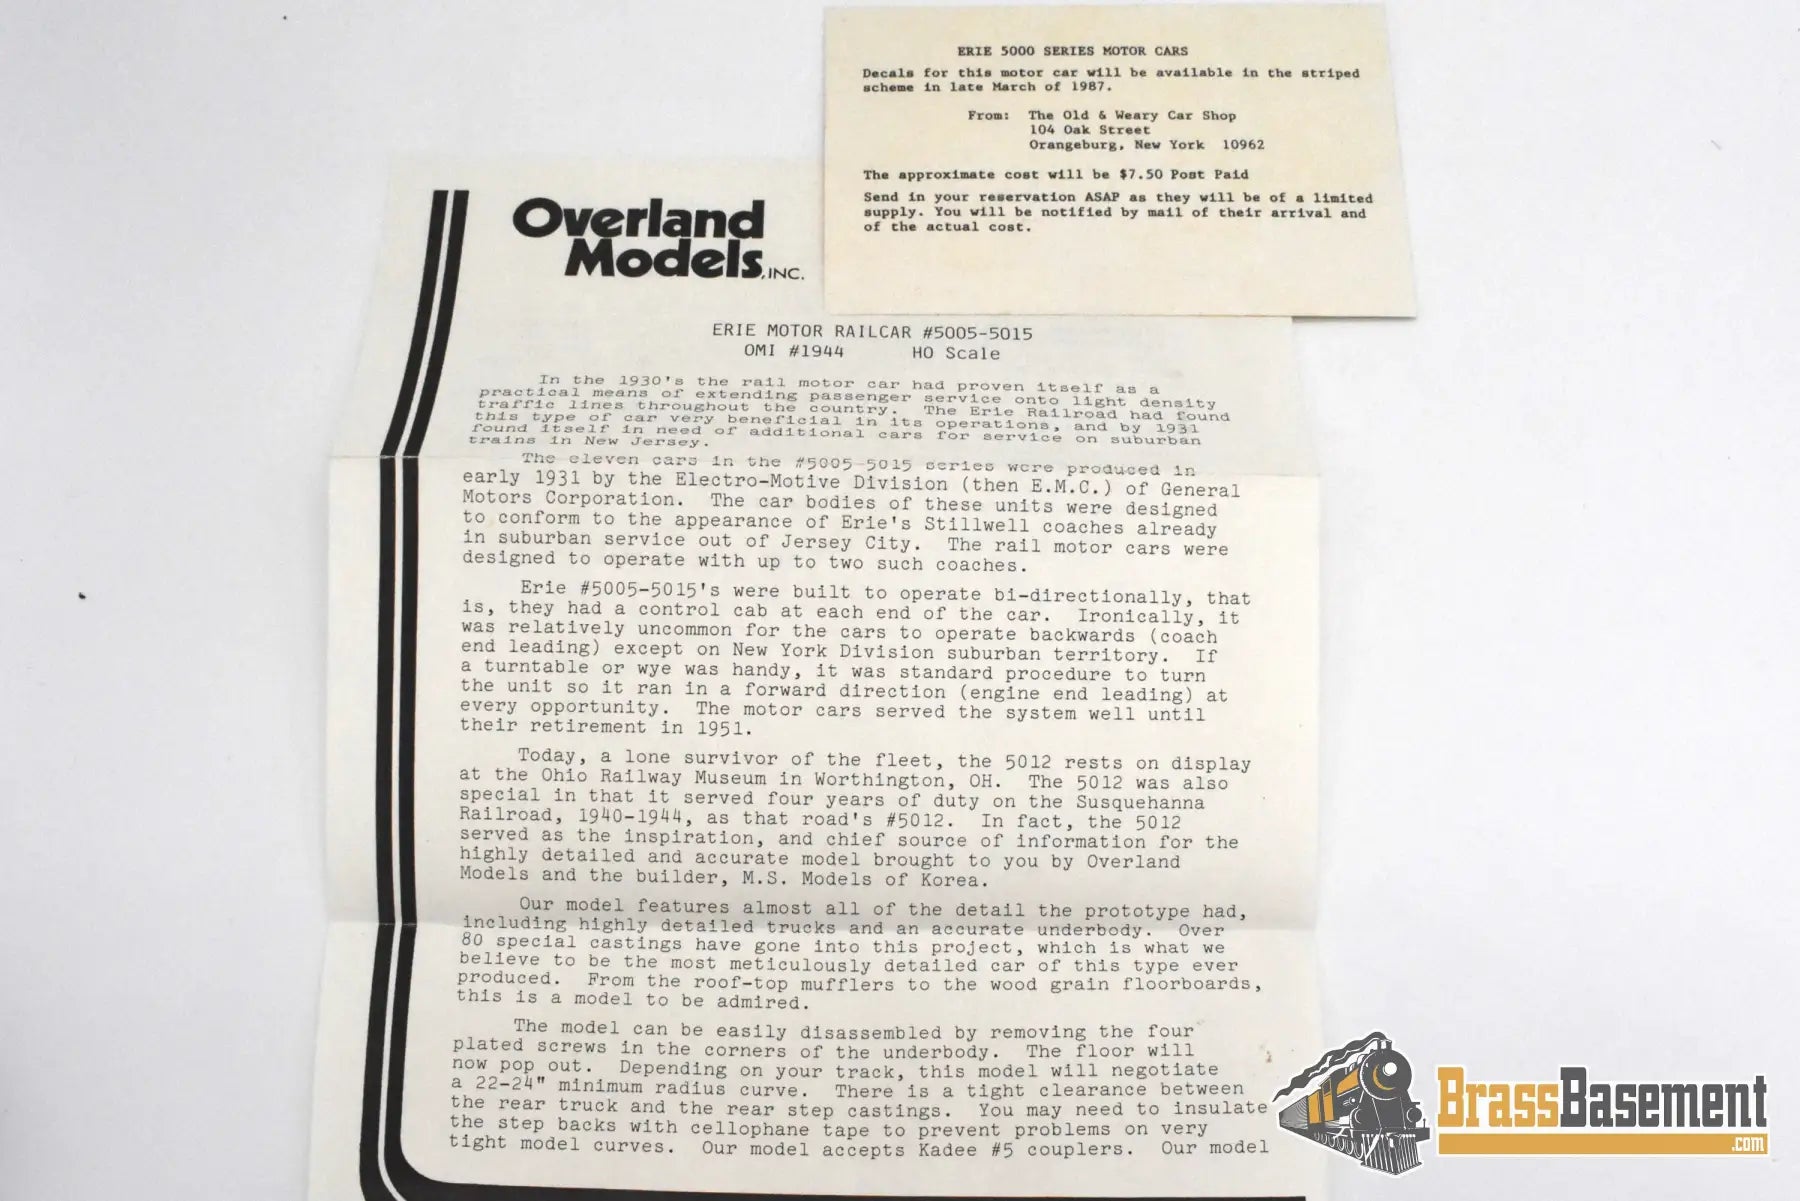 ERIE 5000 SERIES MOTOR CARS
Decals for this motor car will be available in the striped
scheme in late March of 1987.
From: The Old & Weary Car Shop
104 Oak Street
Orangeburg, New York 10962
The approximate cost will be $7.50 Post Paid
Send in your reservation ASAP as they will be of a limited
supply. You will be notified by mail of their arrival and
of the actual cost.
Overland
Models, INC.
ERIE MOTOR RAILCAR #5005-5015
OMI #1944 HO Scale
In the 1930's the rail motor car had proven itself as a
practical means of extending passenger service onto light density
traffic lines throughout the country. The Erie Railroad had found
this type of car very beneficial in its operations, and by 1931
found itself in need of additional cars for service on suburban
trains in New Jersey.
The eleven cars in the #5005-5015 series were produced in
early 1931 by the Electro-Motive Division (then E.M.C.) of General
Motors Corporation. The car bodies of these units were designed
to conform to the appearance of Erie's Stillwell coaches already
in suburban service out of Jersey City. The rail motor cars were
designed to operate with up to two such coaches.
Erie #5005-5015's were built to operate bi-directionally, that
is, they had a control cab at each end of the car. Ironically, it
was relatively uncommon for the cars to operate backwards (coach
end leading) except on New York Division suburban territory. If
a turntable or wye was handy, it was standard procedure to turn
the unit so it ran in a forward direction (engine end leading) at
every opportunity. The motor cars served the system well until
their retirement in 1951.
Today, a lone survivor of the fleet, the 5012 rests on display
at the Ohio Railway Museum in Worthington, OH. The 5012 was also
special in that it served four years of duty on the Susquehanna
Railroad, 1940-1944, as that road's #5012. In fact, the 5012
served as the inspiration, and chief source of information for the
highly detailed and accurate model brought to you by Overland
Models and the builder, M.S. Models of Korea.
Our model features almost all of the detail the prototype had,
including highly detailed trucks and an accurate underbody. Over
80 special castings have gone into this project, which is what we
believe to be the most meticulously detailed car of this type ever
produced. From the roof-top mufflers to the wood grain floorboards,
this is a model to be admired.
The model can be easily disassembled by removing the four
plated screws in the corners of the underbody. The floor will
now pop out. Depending on your track, this model will negotiate
a 22-24" minimum radius curve. There is a tight clearance between
the rear truck and the rear step castings. You may need to insulate
the step backs with cellophane tape to prevent problems on very
tight model curves. Our model accepts Kadee #5 couplers. Our model
BrassBasement
.com